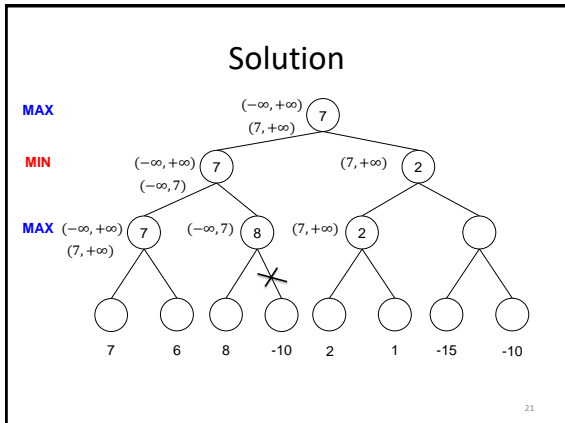 Solution
MAX (−∞, +∞) 7
(7, +∞)
MIN (−∞, +∞) 7 (7, +∞) 2
(−∞, 7)
MAX (−∞, +∞) 7 (−∞, 7) 8 (7, +∞) 2
(7, +∞)
7 6 8 -10 2 1 -15 -10
21